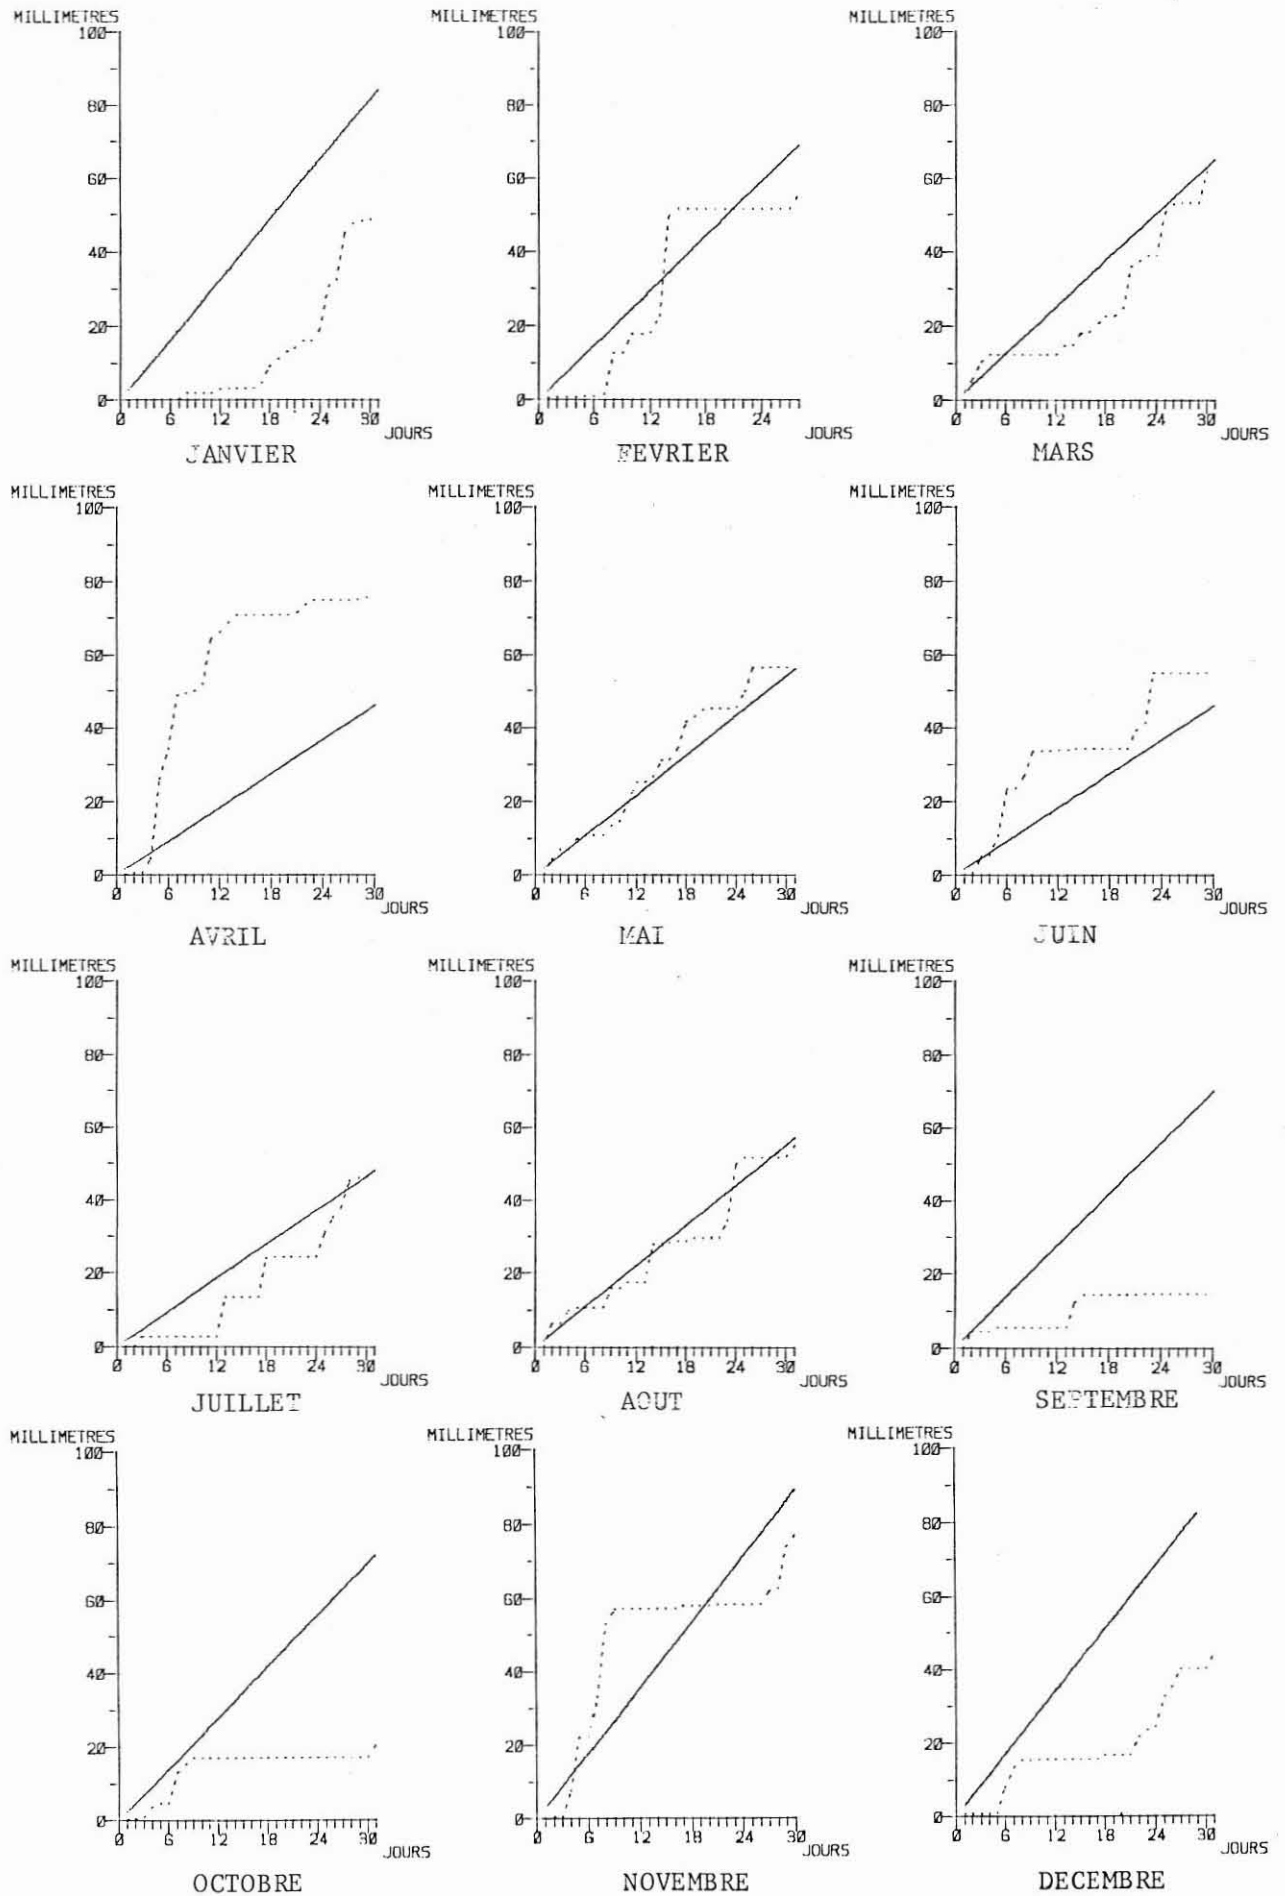 MILLIMETRES MILLIMETRES MILLIMETRES
100 100 100
80 80 80
60 60 60
40 40 40
20 20 20
0 0 0
0 6 12 18 24 30 0 6 12 18 24 0 6 12 18 24 30
JOURS JOURS JOURS
JANVIER FEVRIER MARS
MILLIMETRES MILLIMETRES MILLIMETRES
100 100 100
80 80 80
60 60 60
40 40 40
20 20 20
0 0 0
0 6 12 18 24 30 0 6 12 18 24 30 0 6 12 18 24 30
JOURS JOURS JOURS
AVRIL MAI JUIN
MILLIMETRES MILLIMETRES MILLIMETRES
100 100 100
80 80 80
60 60 60
40 40 40
20 20 20
0 0 0
0 6 12 18 24 30 0 6 12 18 24 30 0 6 12 18 24 30
JOURS JOURS JOURS
JUILLET AOUT SEPTEMBRE
MILLIMETRES MILLIMETRES MILLIMETRES
100 100 100
80 80 80
60 60 60
40 40 40
20 20 20
0 0 0
0 6 12 18 24 30 0 6 12 18 24 30 0 6 12 18 24 30
JOURS JOURS JOURS
OCTOBRE NOVEMBRE DECEMBRE